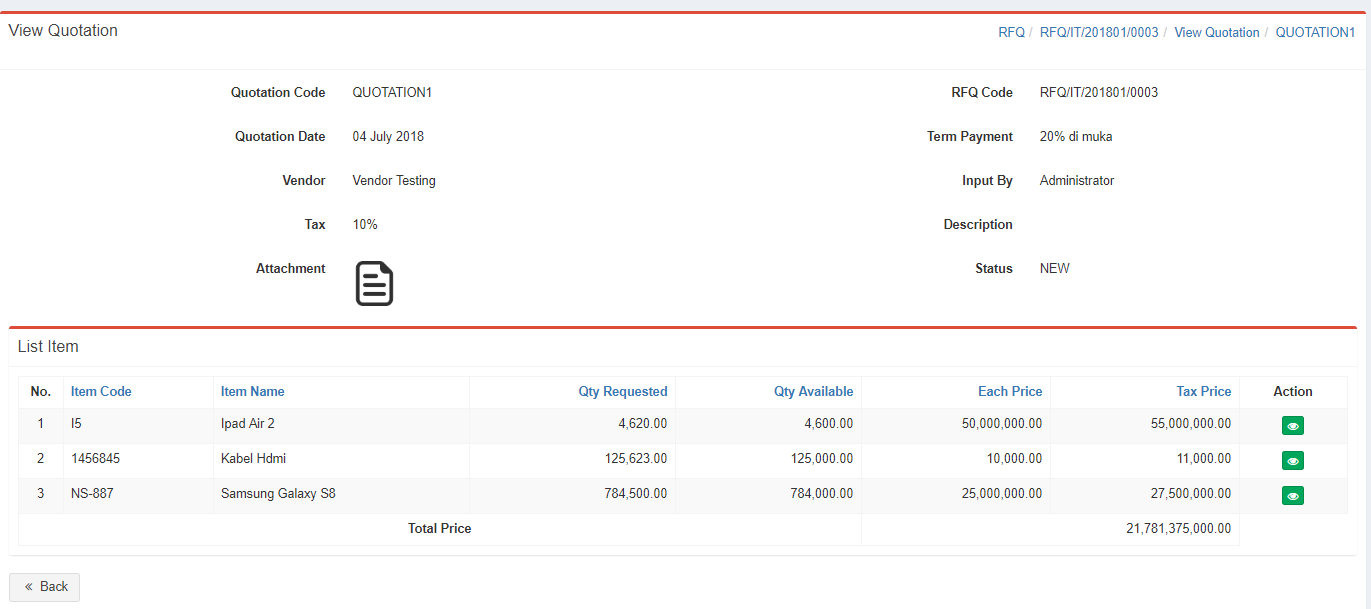 View Quotation
RFQ / RFQ/IT/201801/0003 / View Quotation / QUOTATION1
Quotation Code QUOTATION1 RFQ Code RFQ/IT/201801/0003
Quotation Date 04 July 2018 Term Payment 20% di muka
Vendor Vendor Testing Input By Administrator
Tax 10% Description
Attachment Status NEW
List Item
No. Item Code Item Name Qty Requested Qty Available Each Price Tax Price Action
1 I5 Ipad Air 2 4,620.00 4,600.00 50,000,000.00 55,000,000.00
2 1456845 Kabel Hdmi 125,623.00 125,000.00 10,000.00 11,000.00
3 NS-887 Samsung Galaxy S8 784,500.00 784,000.00 25,000,000.00 27,500,000.00
Total Price 21,781,375,000.00
« Back